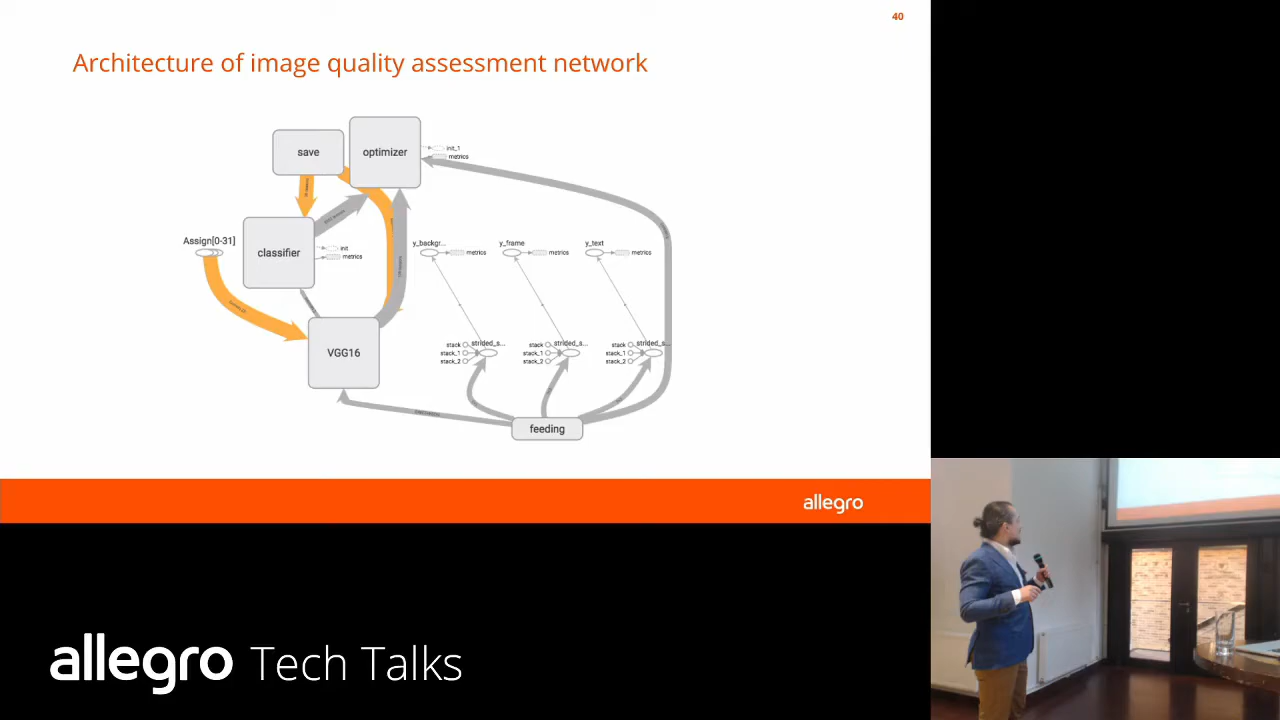 40
Architecture of image quality assessment network
save
optimizer
init_1
metrics
Assign[0-31]
classifier
init
metrics
y_backgr...
metrics
y_frame
metrics
y_text
metrics
VGG16
stack
strided_s...
stack_1
stack_2
stack
strided_s...
stack_1
stack_2
stack
strided_s...
stack_1
stack_2
feeding
allegro
allegro Tech Talks